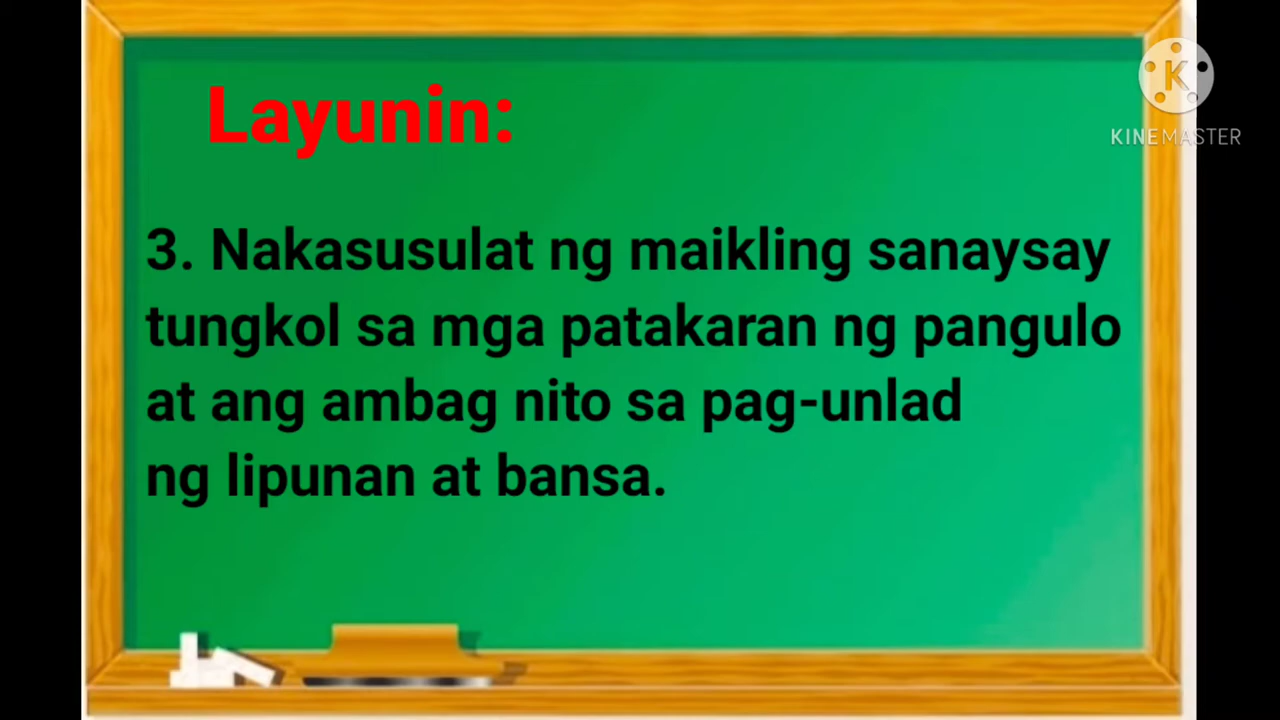 Layunin:
KINEMASTER
3. Nakasusulat ng maikling sanaysay
tungkol sa mga patakaran ng pangulo
at ang ambag nito sa pag-unlad
ng lipunan at bansa.